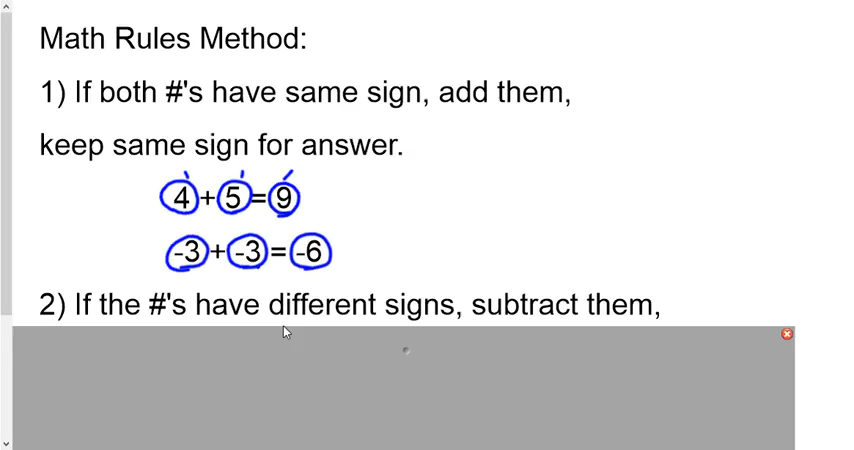 Math Rules Method:
1) If both #'s have same sign, add them,
keep same sign for answer.
4+5=9
-3+-3=-6
2) If the #'s have different signs, subtract them,